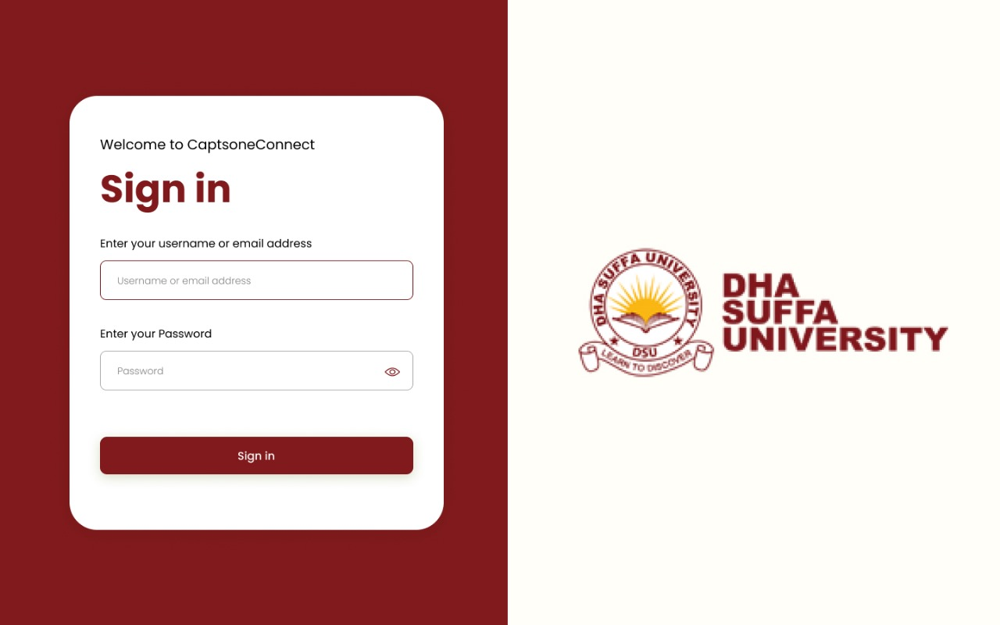 Welcome to CaptsoneConnect
Sign in
Enter your username or email address
Username or email address
Enter your Password
Password
Sign in
DHA SUFFA UNIVERSITY
DSU
LEARN TO DISCOVER
DHA
SUFFA
UNIVERSITY